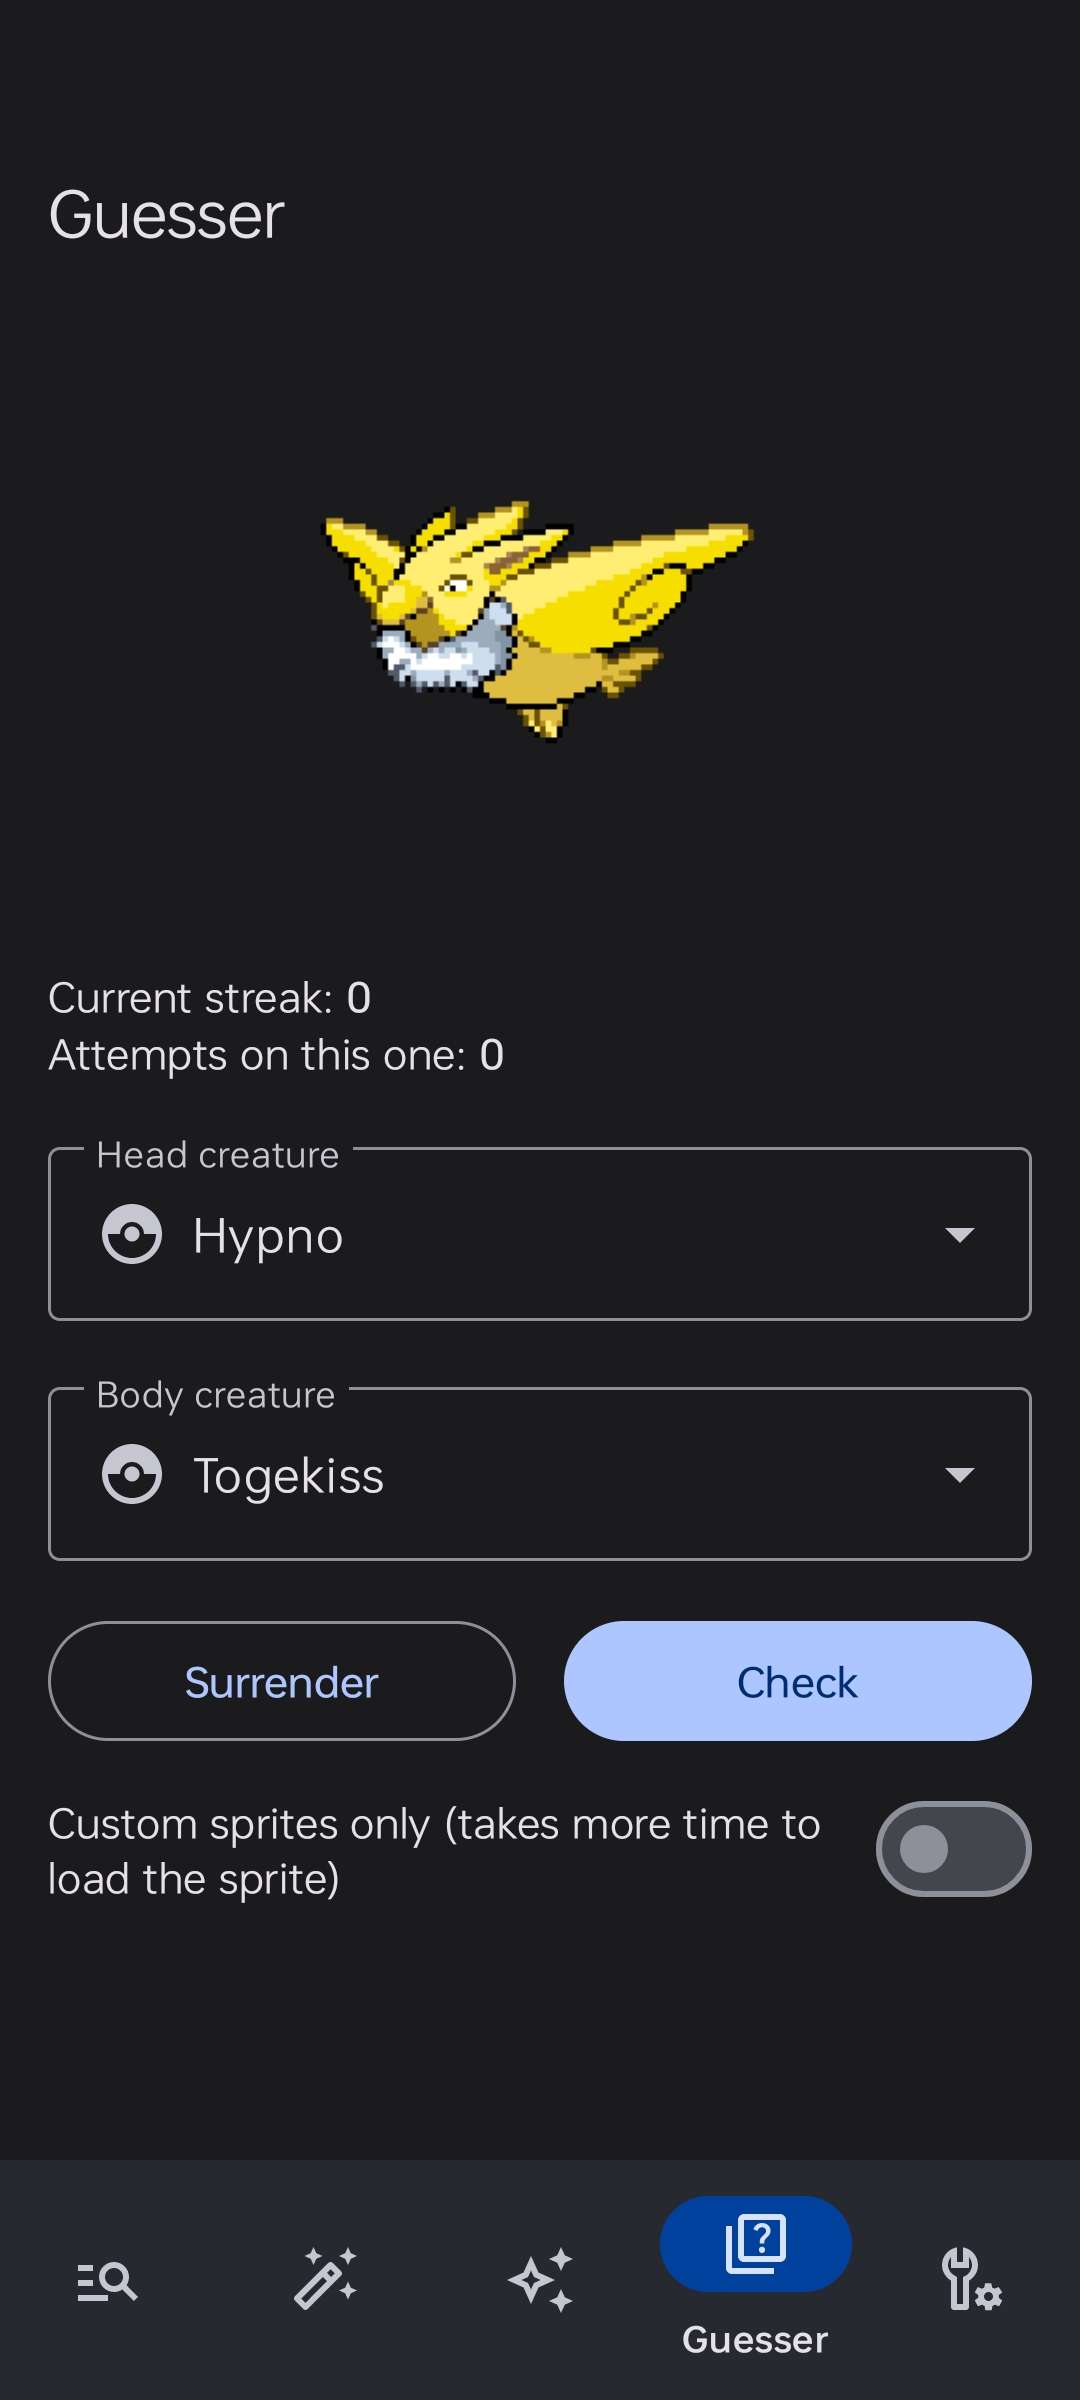 Guesser
Current streak: 0
Attempts on this one: 0
Head creature
Hypno
Body creature
Togekiss
Surrender
Check
Custom sprites only (takes more time to
load the sprite)
Guesser